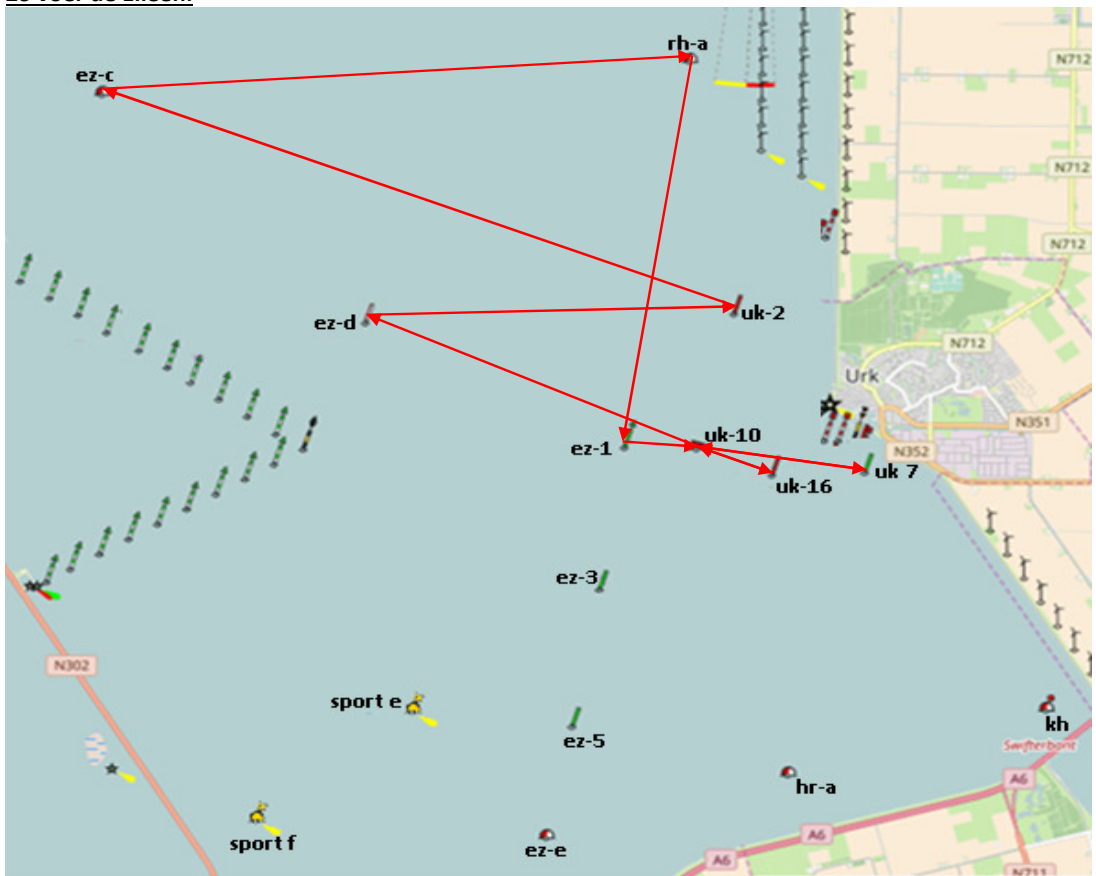 rh-a
N712
ez-c
N712
N712
uk-2
ez-d
N712
Urk
N351
uk-10
ez-1
N352
uk 7
uk-16
ez-3
N302
sport e
kh
ez-5
Swifterbant
A6
hr-a
A6
sport f
ez-e
A6
N711